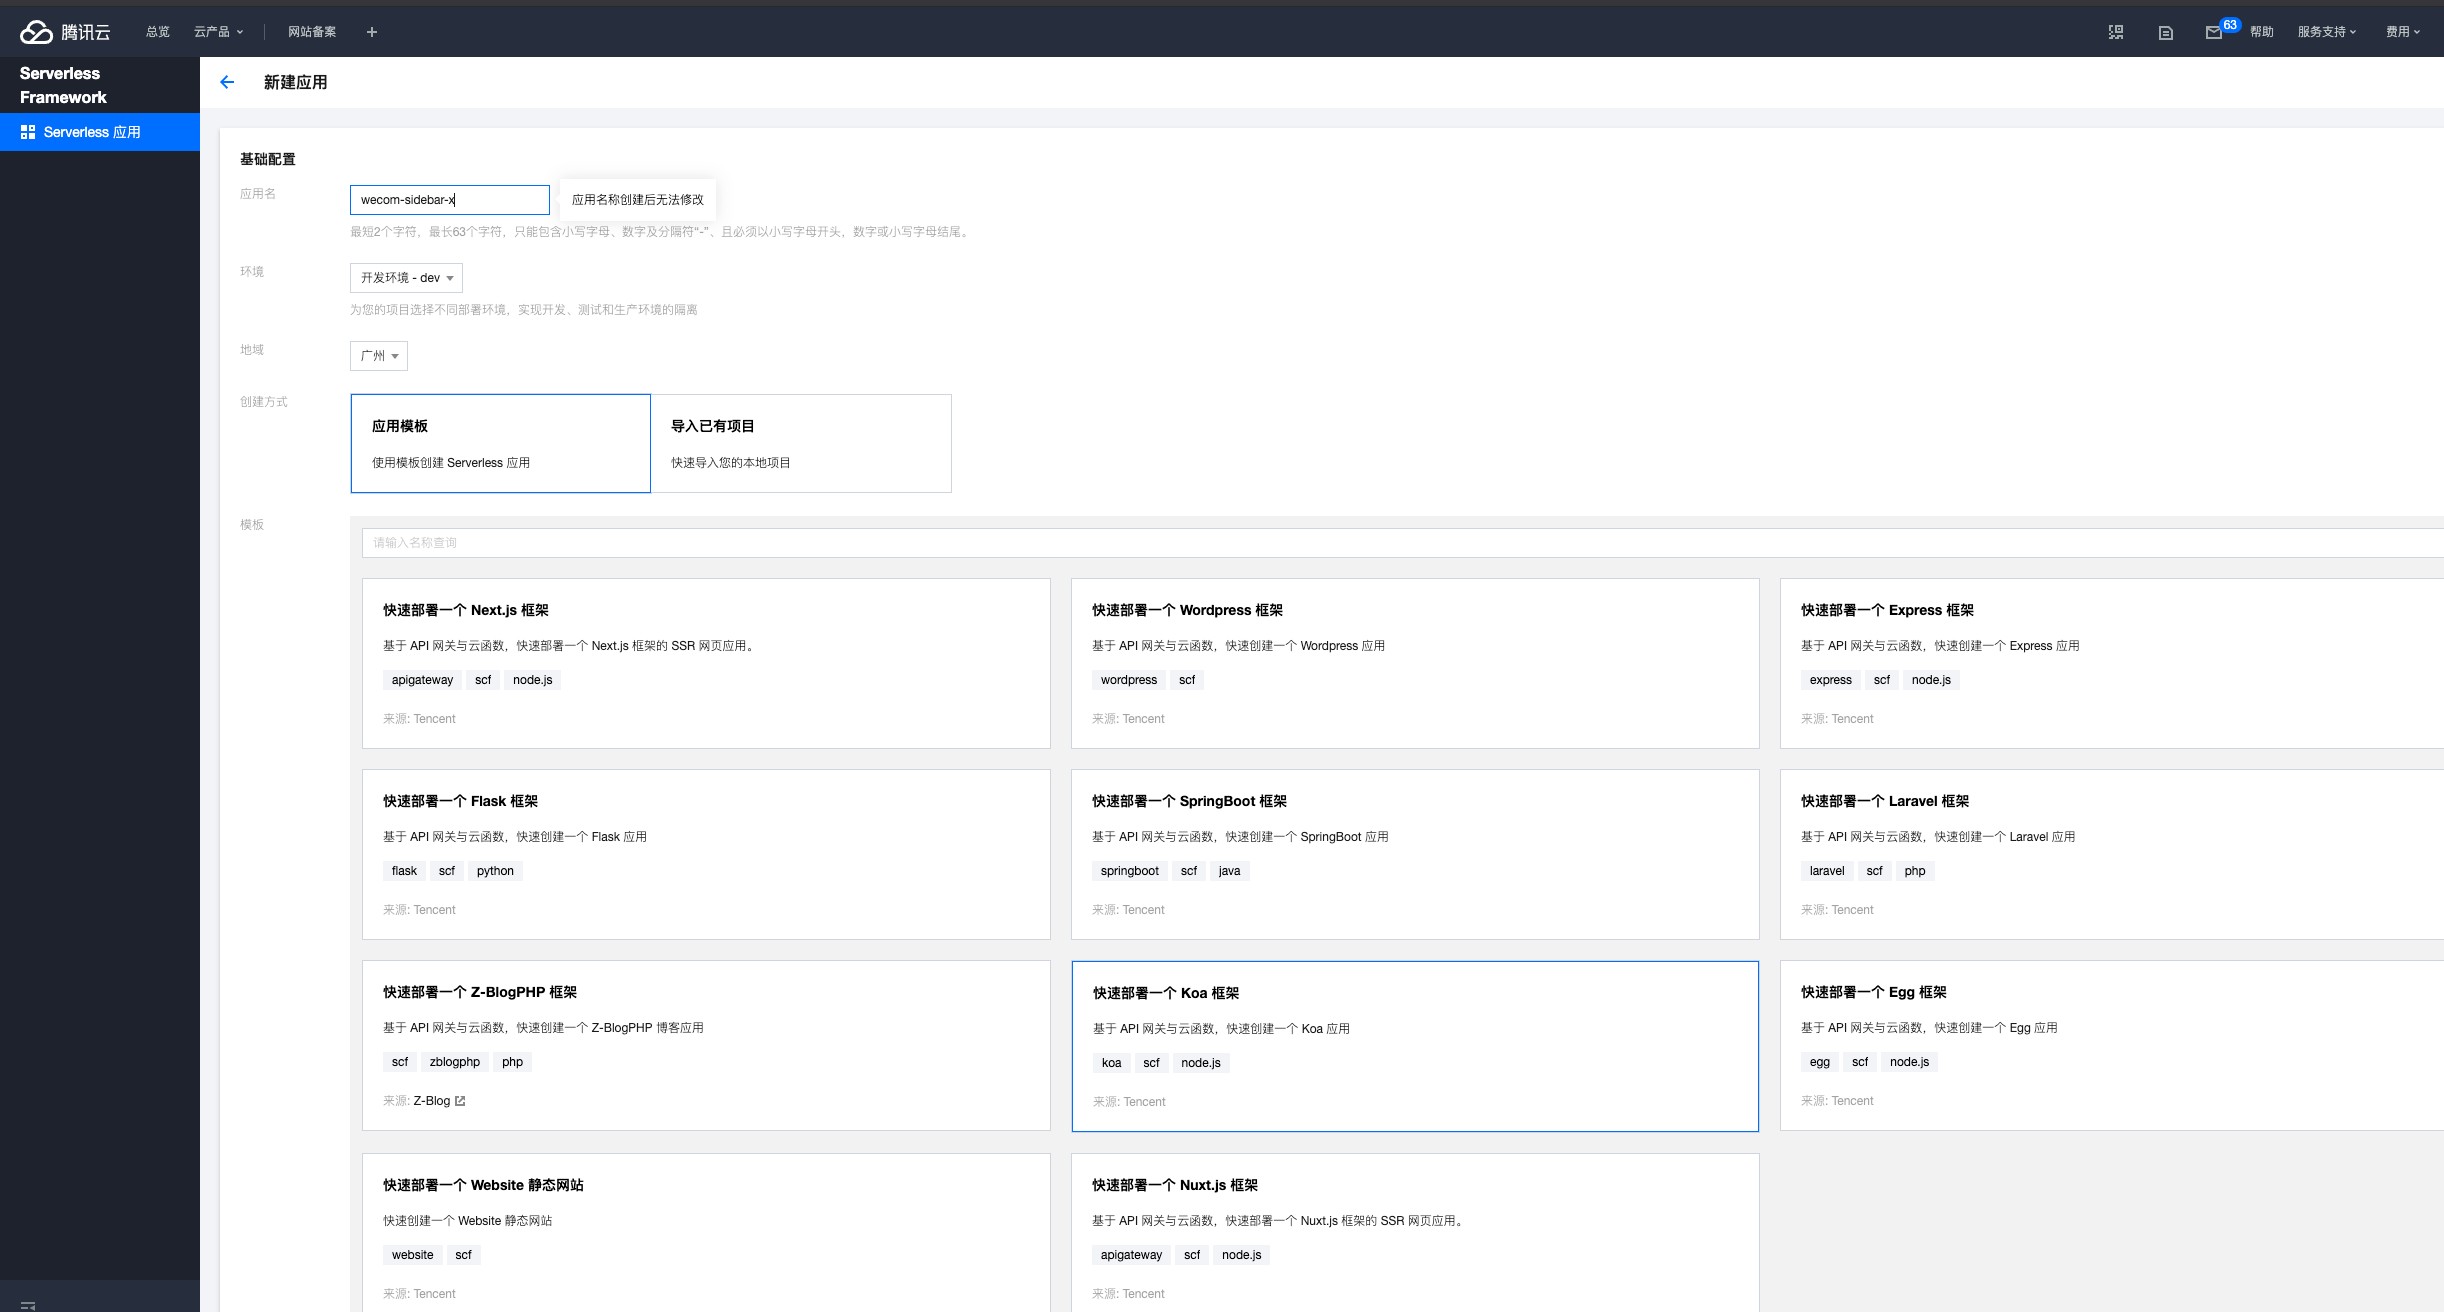 腾讯云
总览
云产品
网站备案
63
帮助
服务支持
费用
Serverless
Framework
Serverless 应用
新建应用
基础配置
应用名
wecom-sidebar-x
应用名称创建后无法修改
最短2个字符，最长63个字符，只能包含小写字母、数字及分隔符“-”、且必须以小写字母开头，数字或小写字母结尾。
环境
开发环境 - dev
为您的项目选择不同部署环境，实现开发、测试和生产环境的隔离
地域
广州
创建方式
应用模板
使用模板创建 Serverless 应用
导入已有项目
快速导入您的本地项目
模板
请输入名称查询
快速部署一个 Next.js 框架
基于 API 网关与云函数，快速部署一个 Next.js 框架的 SSR 网页应用。
apigateway scf node.js
来源: Tencent
快速部署一个 Wordpress 框架
基于 API 网关与云函数，快速创建一个 Wordpress 应用
wordpress scf
来源: Tencent
快速部署一个 Express 框架
基于 API 网关与云函数，快速创建一个 Express 应用
express scf node.js
来源: Tencent
快速部署一个 Flask 框架
基于 API 网关与云函数，快速创建一个 Flask 应用
flask scf python
来源: Tencent
快速部署一个 SpringBoot 框架
基于 API 网关与云函数，快速创建一个 SpringBoot 应用
springboot scf java
来源: Tencent
快速部署一个 Laravel 框架
基于 API 网关与云函数，快速创建一个 Laravel 应用
laravel scf php
来源: Tencent
快速部署一个 Z-BlogPHP 框架
基于 API 网关与云函数，快速创建一个 Z-BlogPHP 博客应用
scf zblogphp php
来源: Z-Blog
快速部署一个 Koa 框架
基于 API 网关与云函数，快速创建一个 Koa 应用
koa scf node.js
来源: Tencent
快速部署一个 Egg 框架
基于 API 网关与云函数，快速创建一个 Egg 应用
egg scf node.js
来源: Tencent
快速部署一个 Website 静态网站
快速创建一个 Website 静态网站
website scf
来源: Tencent
快速部署一个 Nuxt.js 框架
基于 API 网关与云函数，快速部署一个 Nuxt.js 框架的 SSR 网页应用。
apigateway scf node.js
来源: Tencent